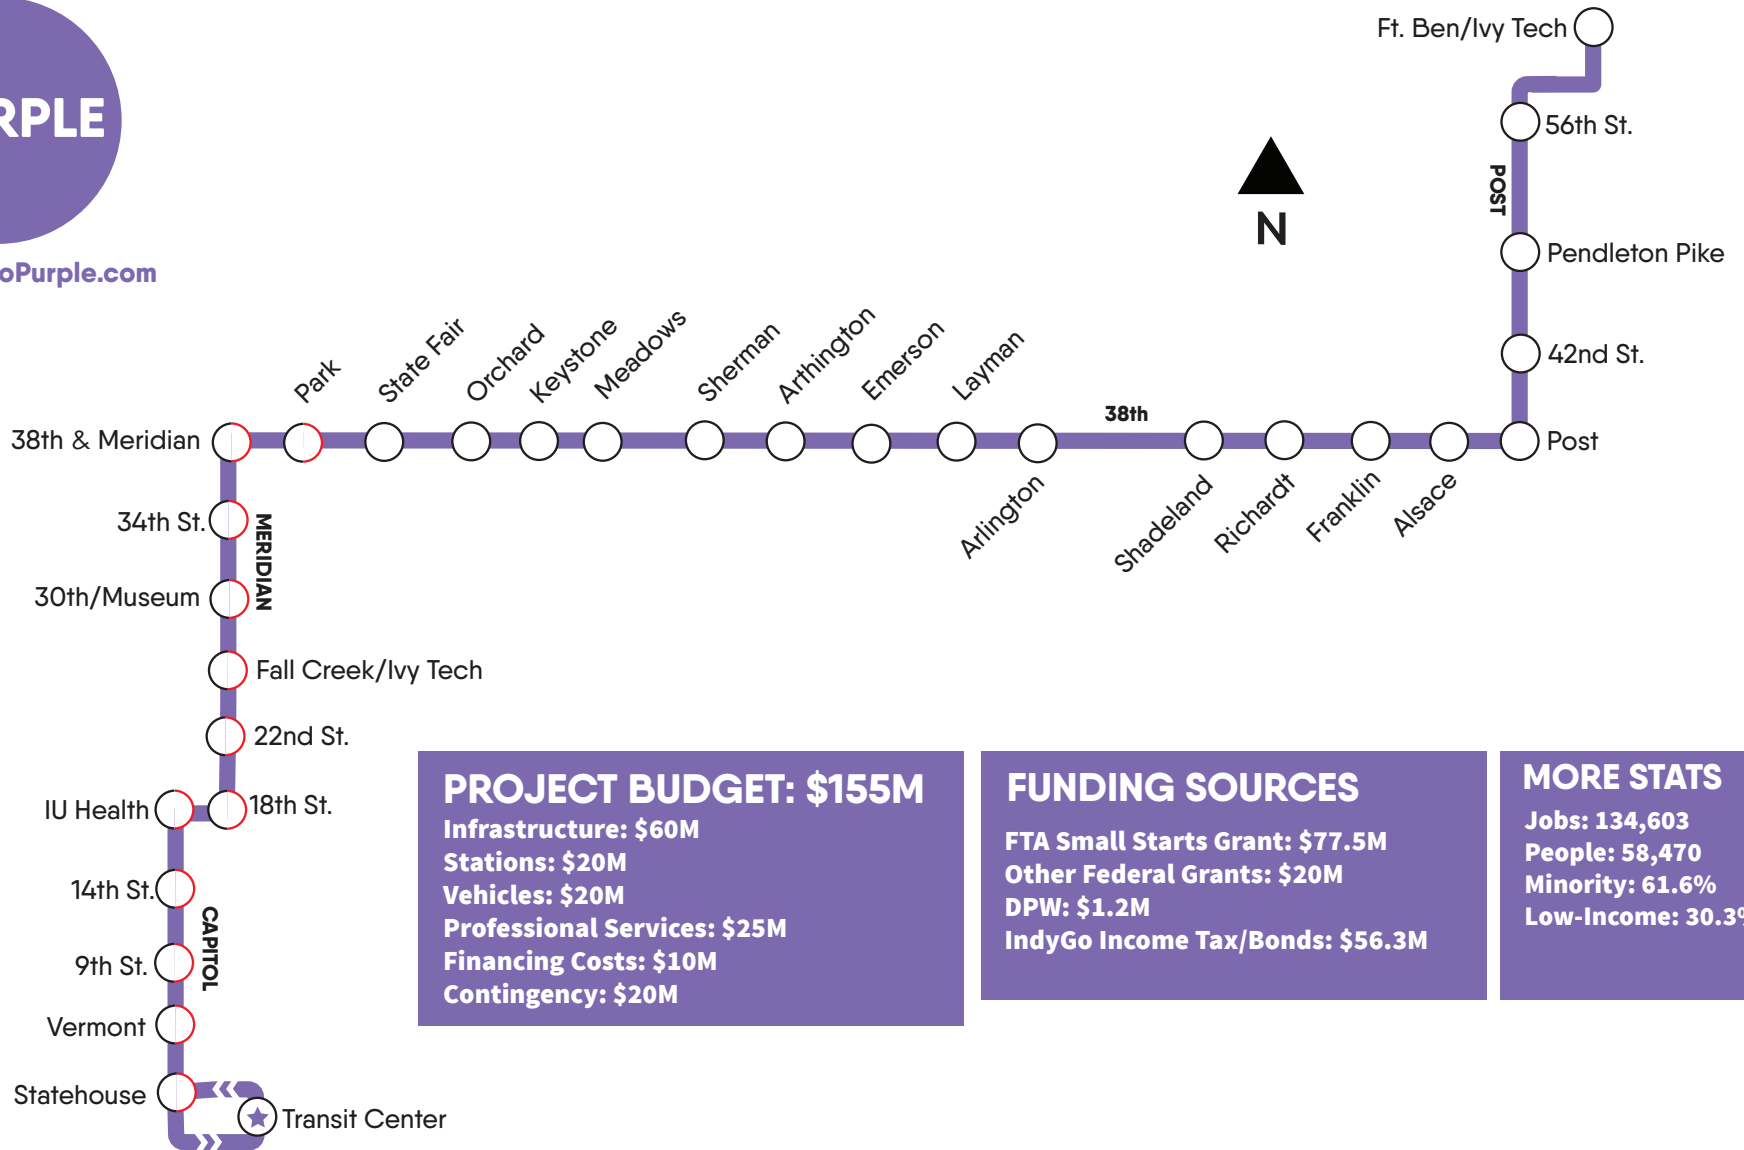 RPLE
oPurple.com
Ft. Ben/Ivy Tech
56th St.
POST
N
Pendleton Pike
42nd St.
Post
Park
State Fair
Orchard
Keystone
Meadows
Sherman
Arthington
Emerson
Layman
38th
38th & Meridian
Arlington
Shadeland
Richardt
Franklin
Alsace
34th St.
MERIDIAN
30th/Museum
Fall Creek/Ivy Tech
22nd St.
IU Health
18th St.
14th St.
CAPITOL
9th St.
Vermont
Statehouse
Transit Center
PROJECT BUDGET: $155M
Infrastructure: $60M
Stations: $20M
Vehicles: $20M
Professional Services: $25M
Financing Costs: $10M
Contingency: $20M
FUNDING SOURCES
FTA Small Starts Grant: $77.5M
Other Federal Grants: $20M
DPW: $1.2M
IndyGo Income Tax/Bonds: $56.3M
MORE STATS
Jobs: 134,603
People: 58,470
Minority: 61.6%
Low-Income: 30.3%